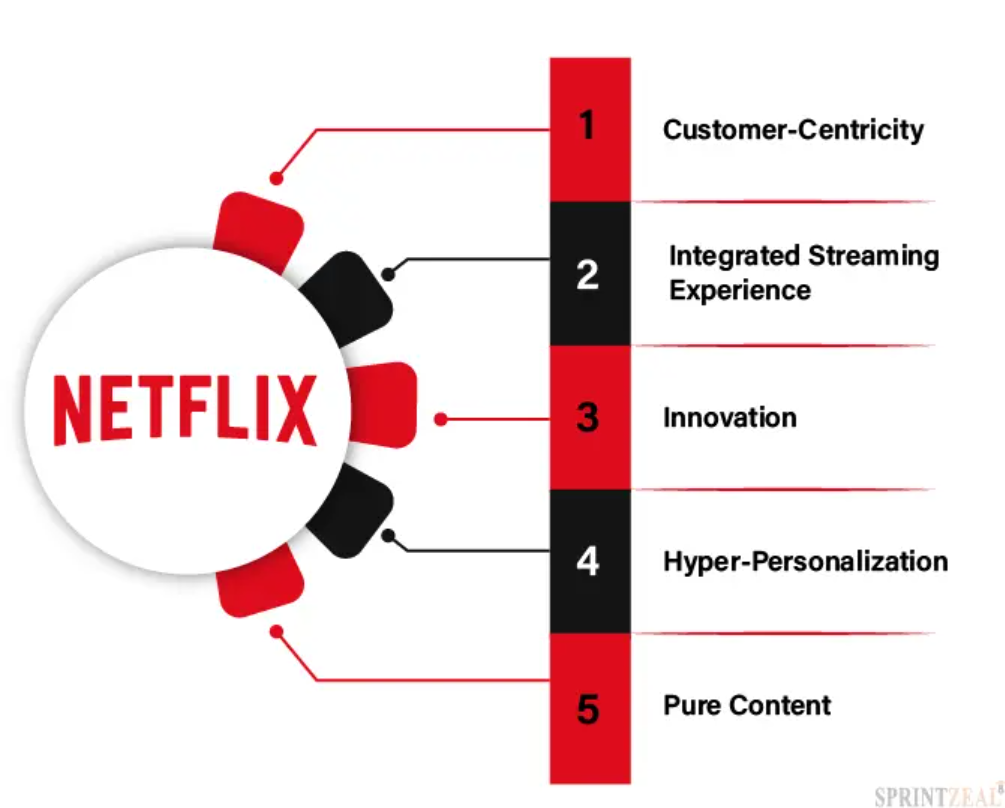 NETFLIX
1
Customer-Centricity
2
Integrated Streaming
Experience
3
Innovation
4
Hyper-Personalization
5
Pure Content
SPRINTZEAL®